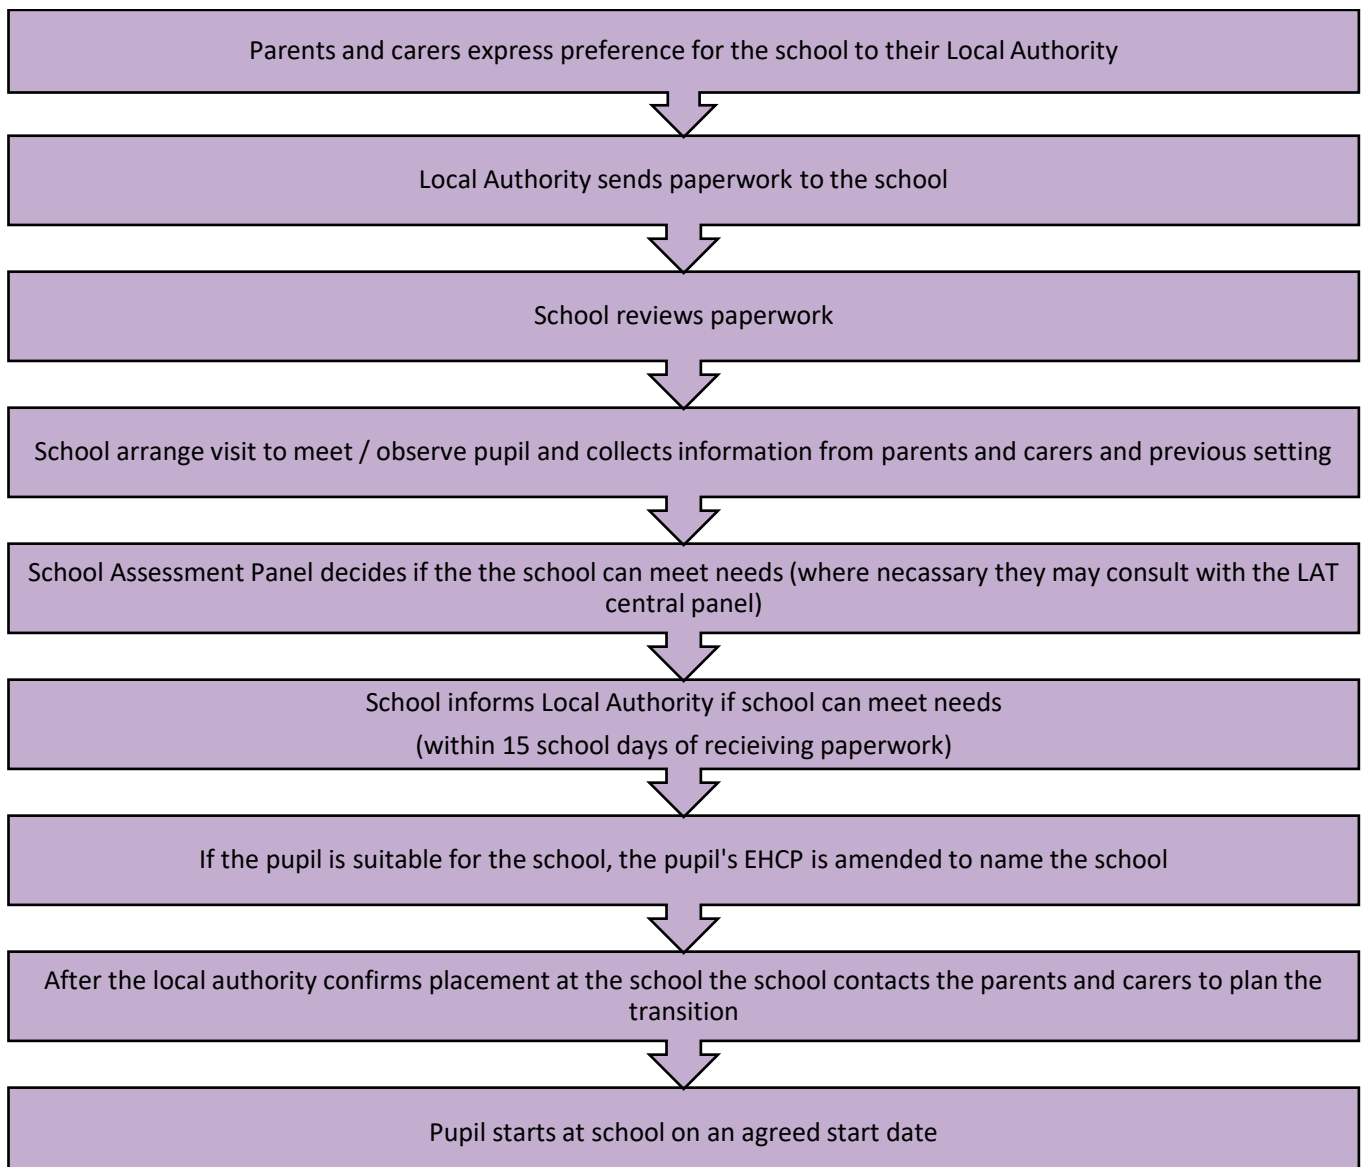 Parents and carers express preference for the school to their Local Authority
Local Authority sends paperwork to the school
School reviews paperwork
School arrange visit to meet / observe pupil and collects information from parents and carers and previous setting
School Assessment Panel decides if the the school can meet needs (where necassary they may consult with the LAT
central panel)
School informs Local Authority if school can meet needs
(within 15 school days of recieiving paperwork)
If the pupil is suitable for the school, the pupil's EHCP is amended to name the school
After the local authority confirms placement at the school the school contacts the parents and carers to plan the
transition
Pupil starts at school on an agreed start date